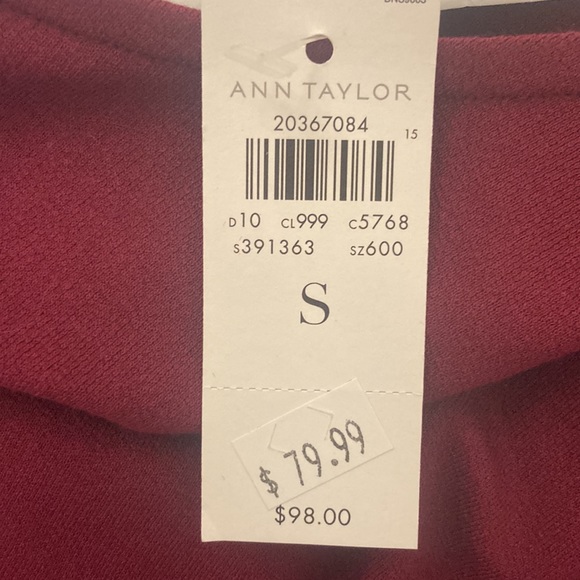 ANN TAYLOR
20367084
15
D10 CL999 C5768
S391363 SZ600
S
$79.99
$98.00